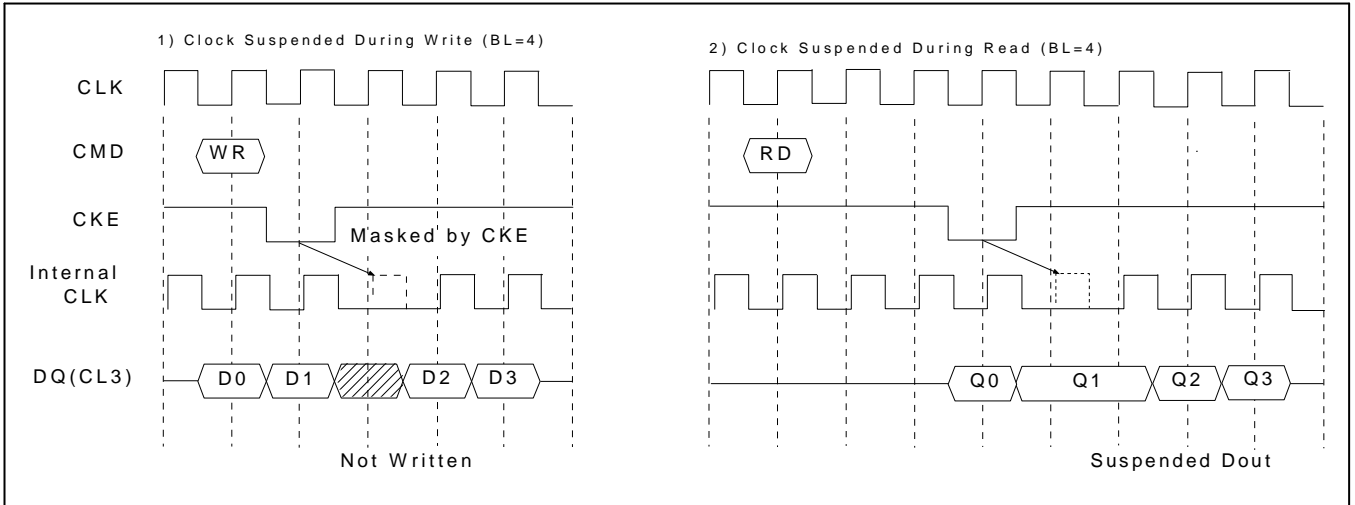 1) Clock Suspended During Write (BL=4)
2) Clock Suspended During Read (BL=4)
CLK
CMD
WR
RD
CKE
Masked by CKE
Internal
CLK
DQ(CL3)
D0 D1 D2 D3
Q0 Q1 Q2 Q3
Not Written
Suspended Dout